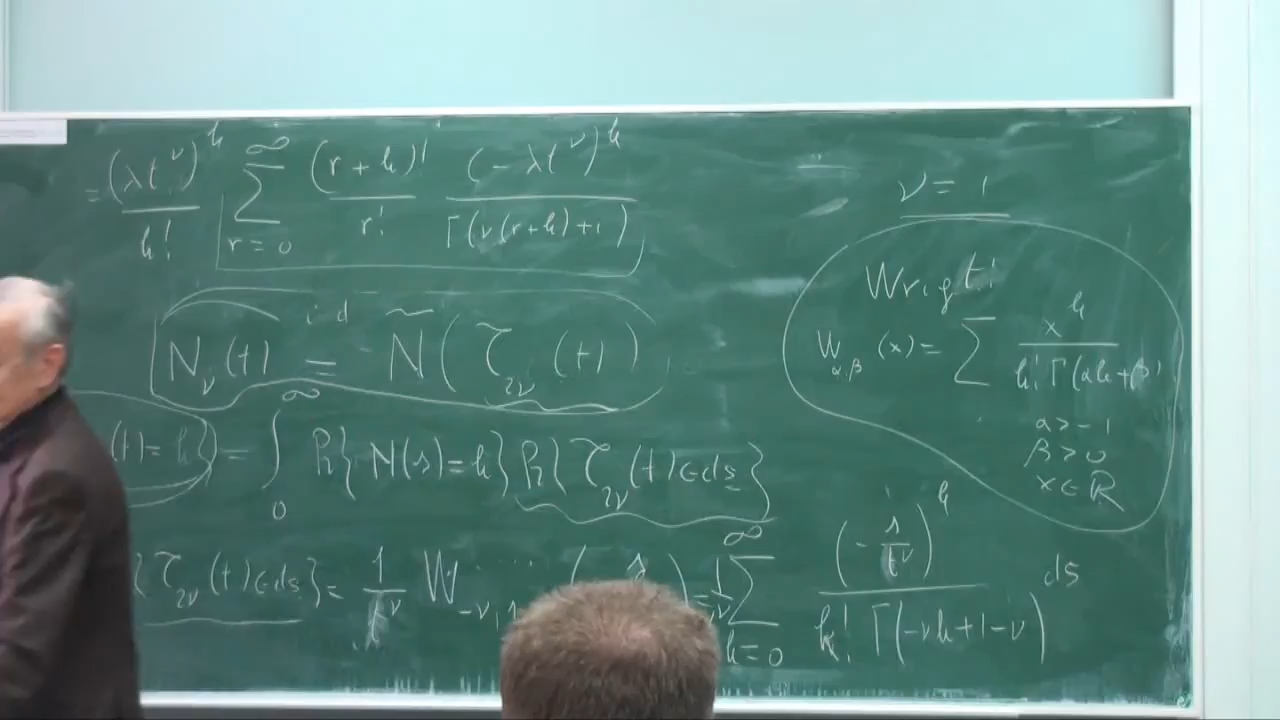 = (λt^ν)^k / k! ∑_{r=0}^{∞} (r+k)! / r! (-λt^ν)^k / Γ(ν(r+k)+1)
ν = 1
N_ν(t) i.d = Ñ(𝒯_{2ν}(t))
Wright
W_{α,β}(x) = ∑ x^k / k! Γ(αk+β)
α > -1
β > 0
x ∈ ℝ
(t) = k} = ∫_0^∞ Pr{N(s)=k} Pr{𝒯_{2ν}(t) ∈ ds}
{𝒯_{2ν}(t) ∈ ds} = 1/t^ν W_{-ν,1 ( s ) = 1/ν ∑_{k=0}^{∞} (-s/t^ν)^k / k! Γ(-νk+1-ν) ds